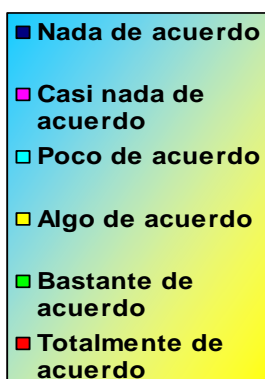 Nada de acuerdo
Casi nada de
acuerdo
Poco de acuerdo
Algo de acuerdo
Bastante de
acuerdo
Totalmente de
acuerdo